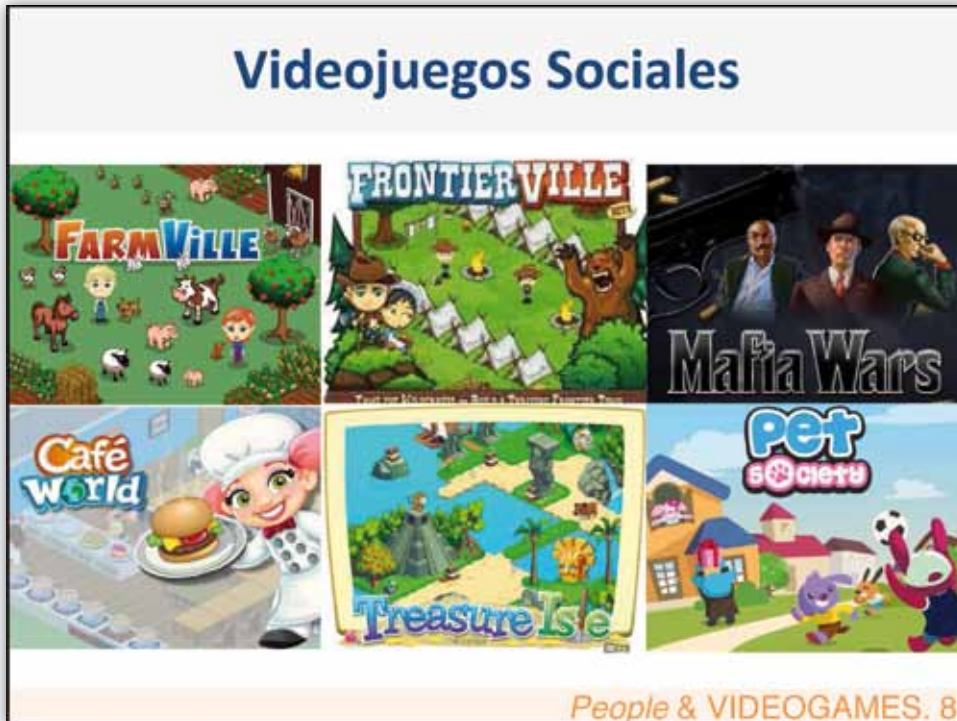 Videojuegos Sociales
FARMVILLE
FRONTIERVILLE
Mafia Wars
Café
World
Treasure Isle
pet
society
People & VIDEOGAMES. 8